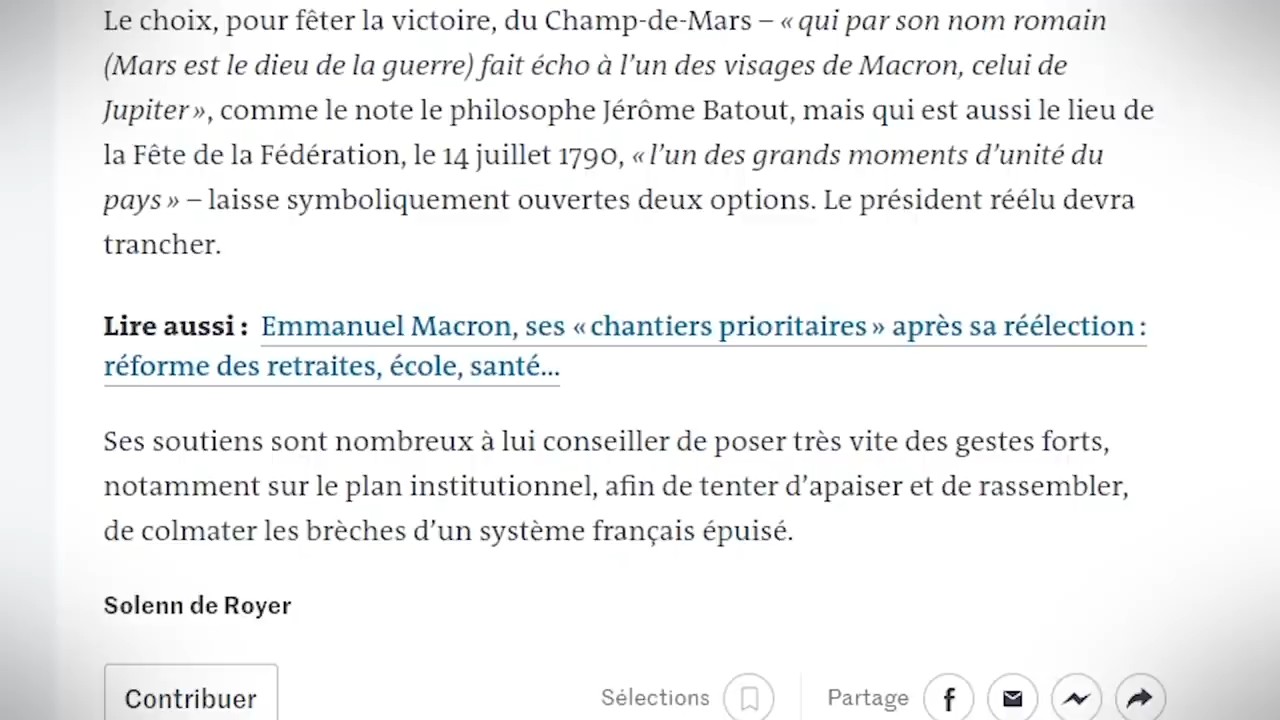 Le choix, pour fêter la victoire, du Champ-de-Mars – « qui par son nom romain
(Mars est le dieu de la guerre) fait écho à l’un des visages de Macron, celui de
Jupiter », comme le note le philosophe Jérôme Batout, mais qui est aussi le lieu de
la Fête de la Fédération, le 14 juillet 1790, « l’un des grands moments d’unité du
pays » – laisse symboliquement ouvertes deux options. Le président réélu devra
trancher.
Lire aussi : Emmanuel Macron, ses « chantiers prioritaires » après sa réélection :
réforme des retraites, école, santé…
Ses soutiens sont nombreux à lui conseiller de poser très vite des gestes forts,
notamment sur le plan institutionnel, afin de tenter d’apaiser et de rassembler,
de colmater les brèches d’un système français épuisé.
Solenn de Royer
Contribuer
Sélections
Partage